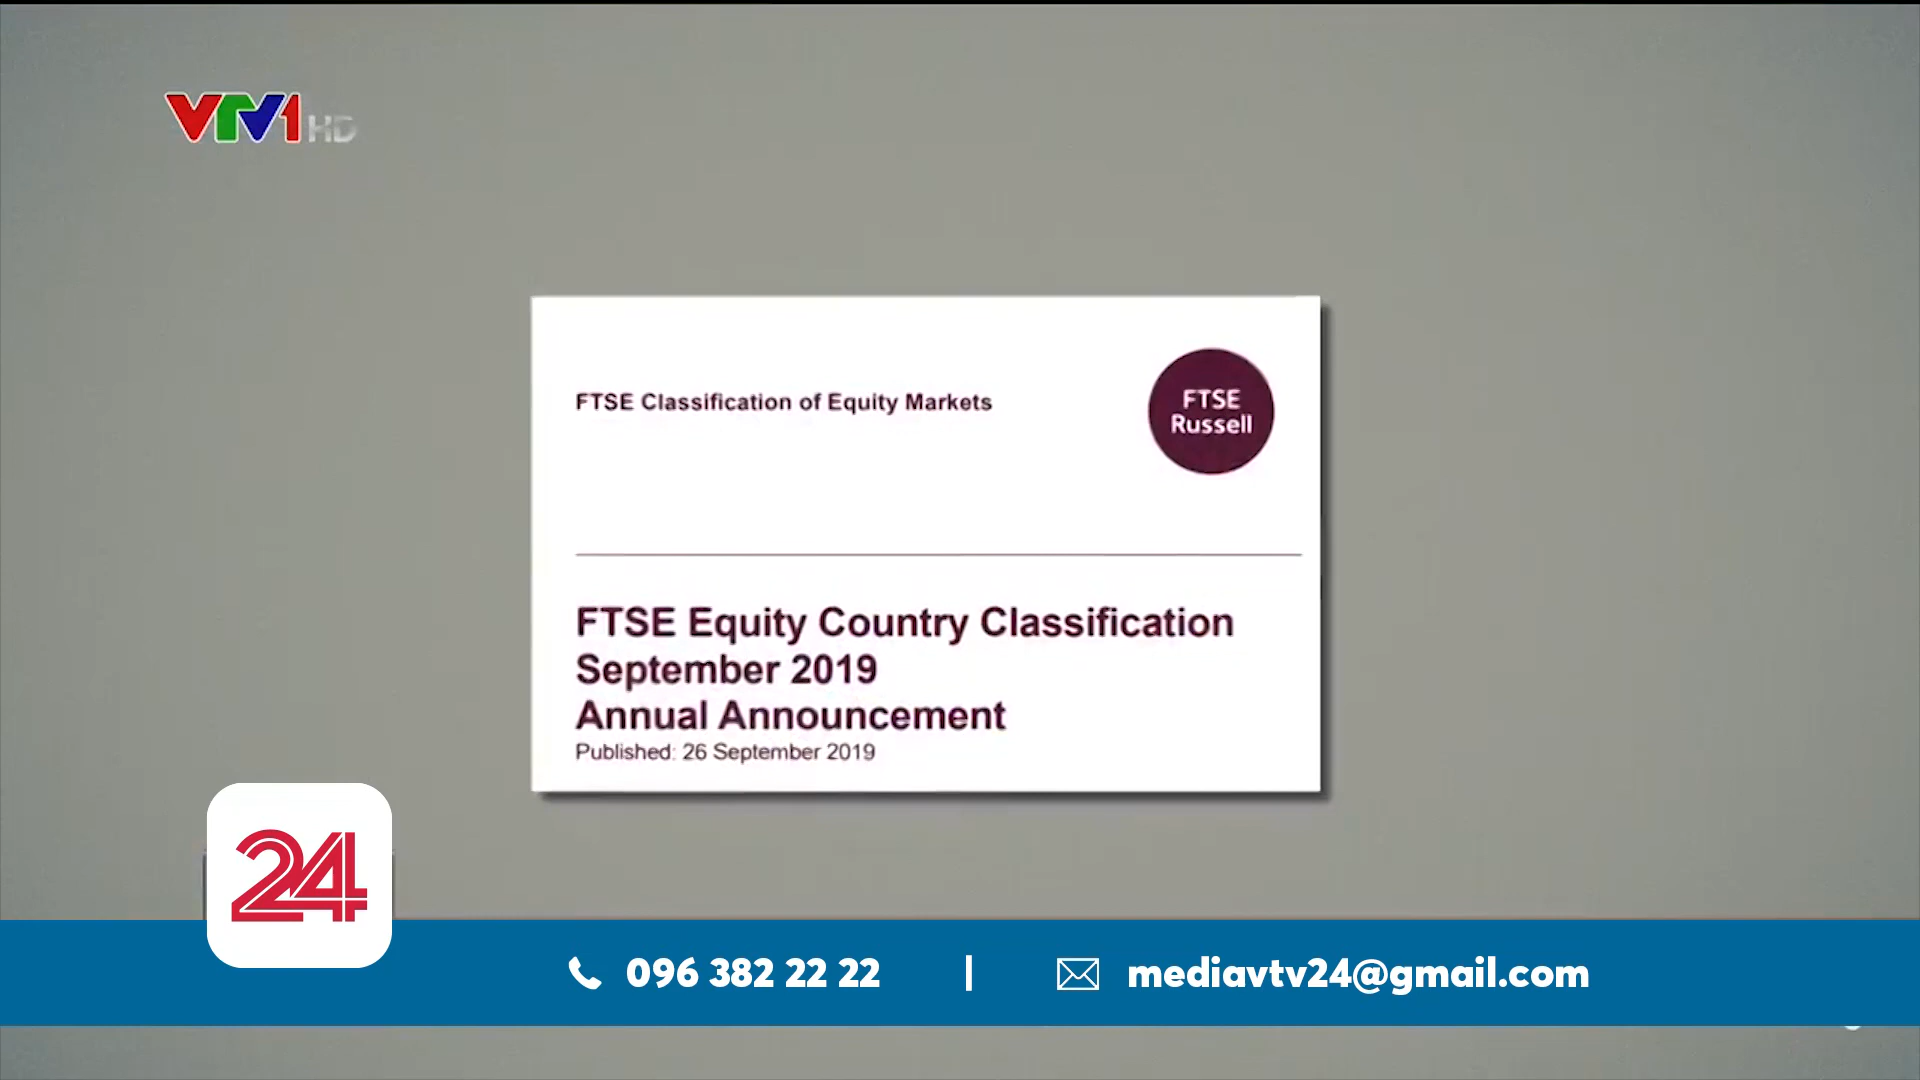 VTV1 HD
FTSE Classification of Equity Markets
FTSE
Russell
FTSE Equity Country Classification
September 2019
Annual Announcement
Published: 26 September 2019
24
096 382 22 22 | mediavtv24@gmail.com